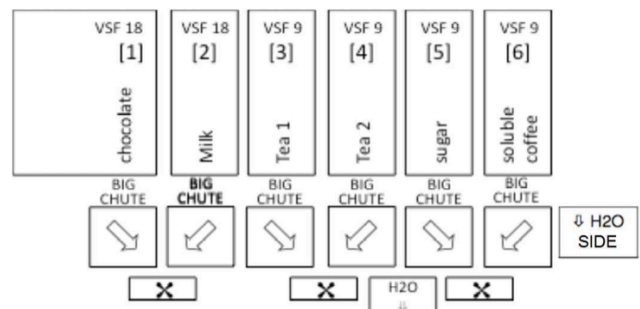 VSF 18 VSF 18 VSF 9 VSF 9 VSF 9 VSF 9
[1] [2] [3] [4] [5] [6]
chocolate
Milk
Tea 1
Tea 2
sugar
soluble
coffee
BIG BIG BIG BIG BIG BIG
CHUTE CHUTE CHUTE CHUTE CHUTE CHUTE
⇩ H2O
SIDE
H2O
⇩